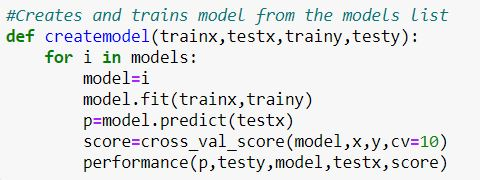 #Creates and trains model from the models list
def createmodel(trainx,testx,trainy,testy):
    for i in models:
        model=i
        model.fit(trainx,trainy)
        p=model.predict(testx)
        score=cross_val_score(model,x,y,cv=10)
        performance(p,testy,model,testx,score)